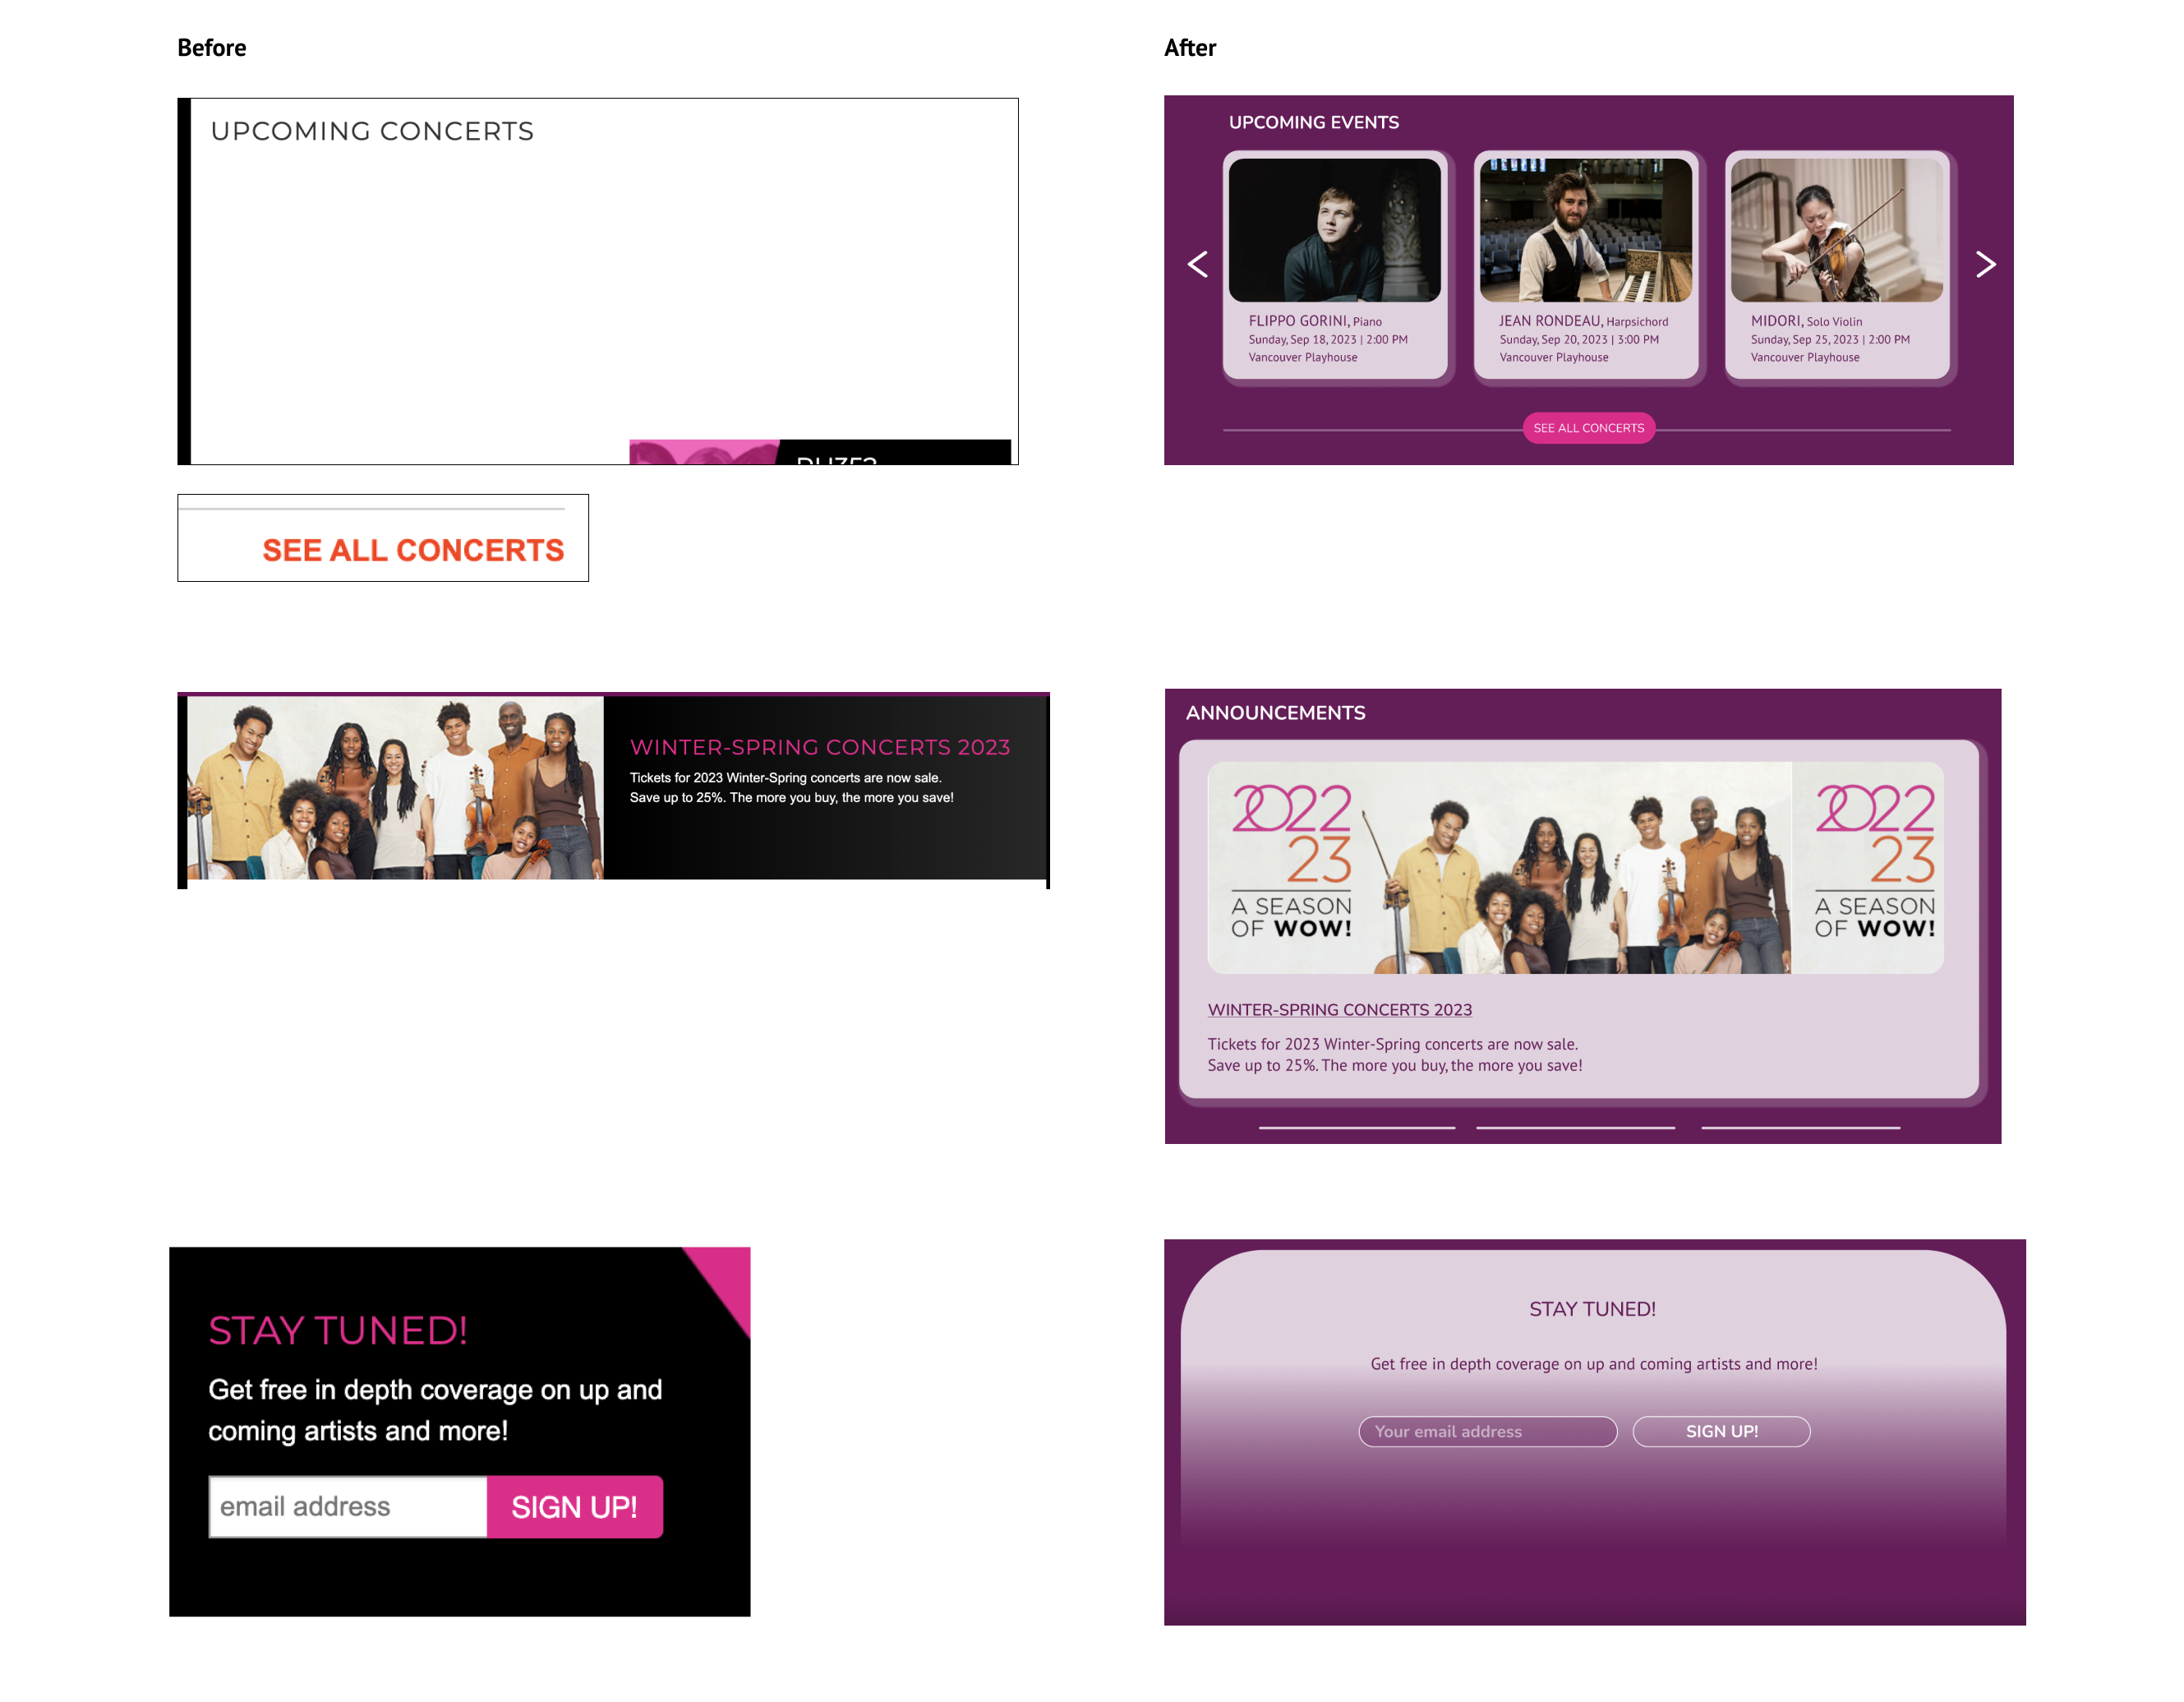 Before
UPCOMING CONCERTS
SEE ALL CONCERTS
WINTER-SPRING CONCERTS 2023
Tickets for 2023 Winter-Spring concerts are now sale.
Save up to 25%. The more you buy, the more you save!
STAY TUNED!
Get free in depth coverage on up and
coming artists and more!
email address
SIGN UP!
After
UPCOMING EVENTS
FLIPPO GORINI, Piano
Sunday, Sep 18, 2023 | 2:00 PM
Vancouver Playhouse
JEAN RONDEAU, Harpsichord
Sunday, Sep 20, 2023 | 3:00 PM
Vancouver Playhouse
MIDORI, Solo Violin
Sunday, Sep 25, 2023 | 2:00 PM
Vancouver Playhouse
<
>
SEE ALL CONCERTS
ANNOUNCEMENTS
2022
23
A SEASON
OF WOW!
2022
23
A SEASON
OF WOW!
WINTER-SPRING CONCERTS 2023
Tickets for 2023 Winter-Spring concerts are now sale.
Save up to 25%. The more you buy, the more you save!
STAY TUNED!
Get free in depth coverage on up and coming artists and more!
Your email address
SIGN UP!